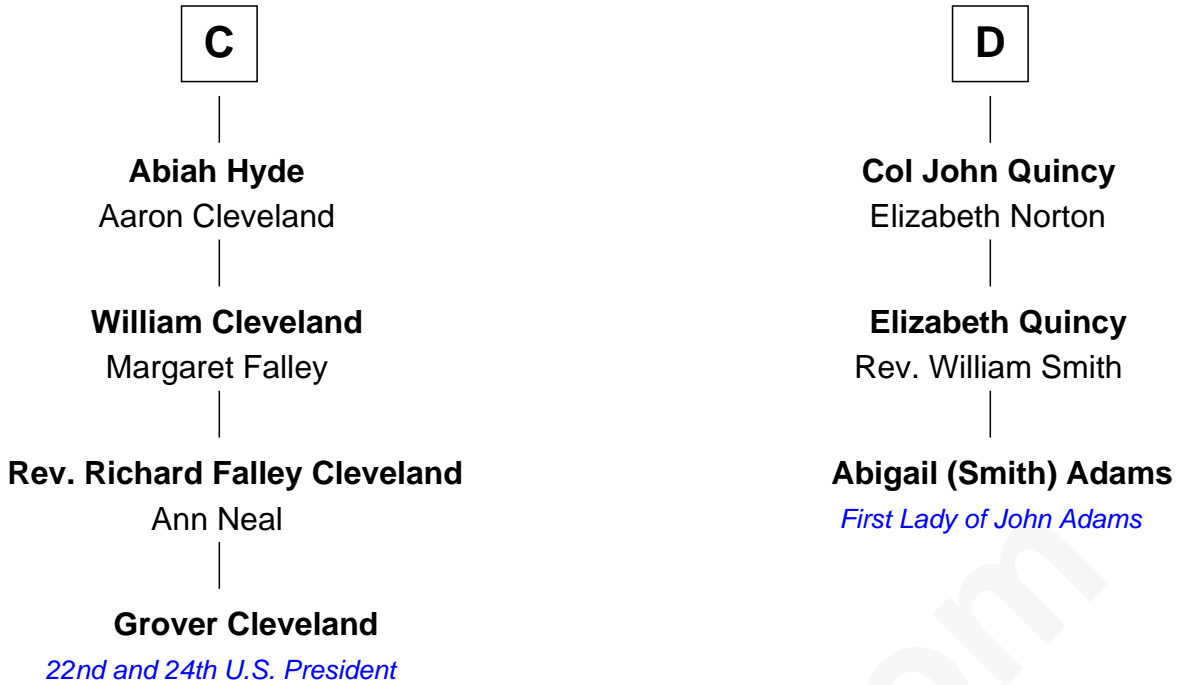 C
Abiah Hyde
Aaron Cleveland
William Cleveland
Margaret Falley
Rev. Richard Falley Cleveland
Ann Neal
Grover Cleveland
22nd and 24th U.S. President
D
Col John Quincy
Elizabeth Norton
Elizabeth Quincy
Rev. William Smith
Abigail (Smith) Adams
First Lady of John Adams
om